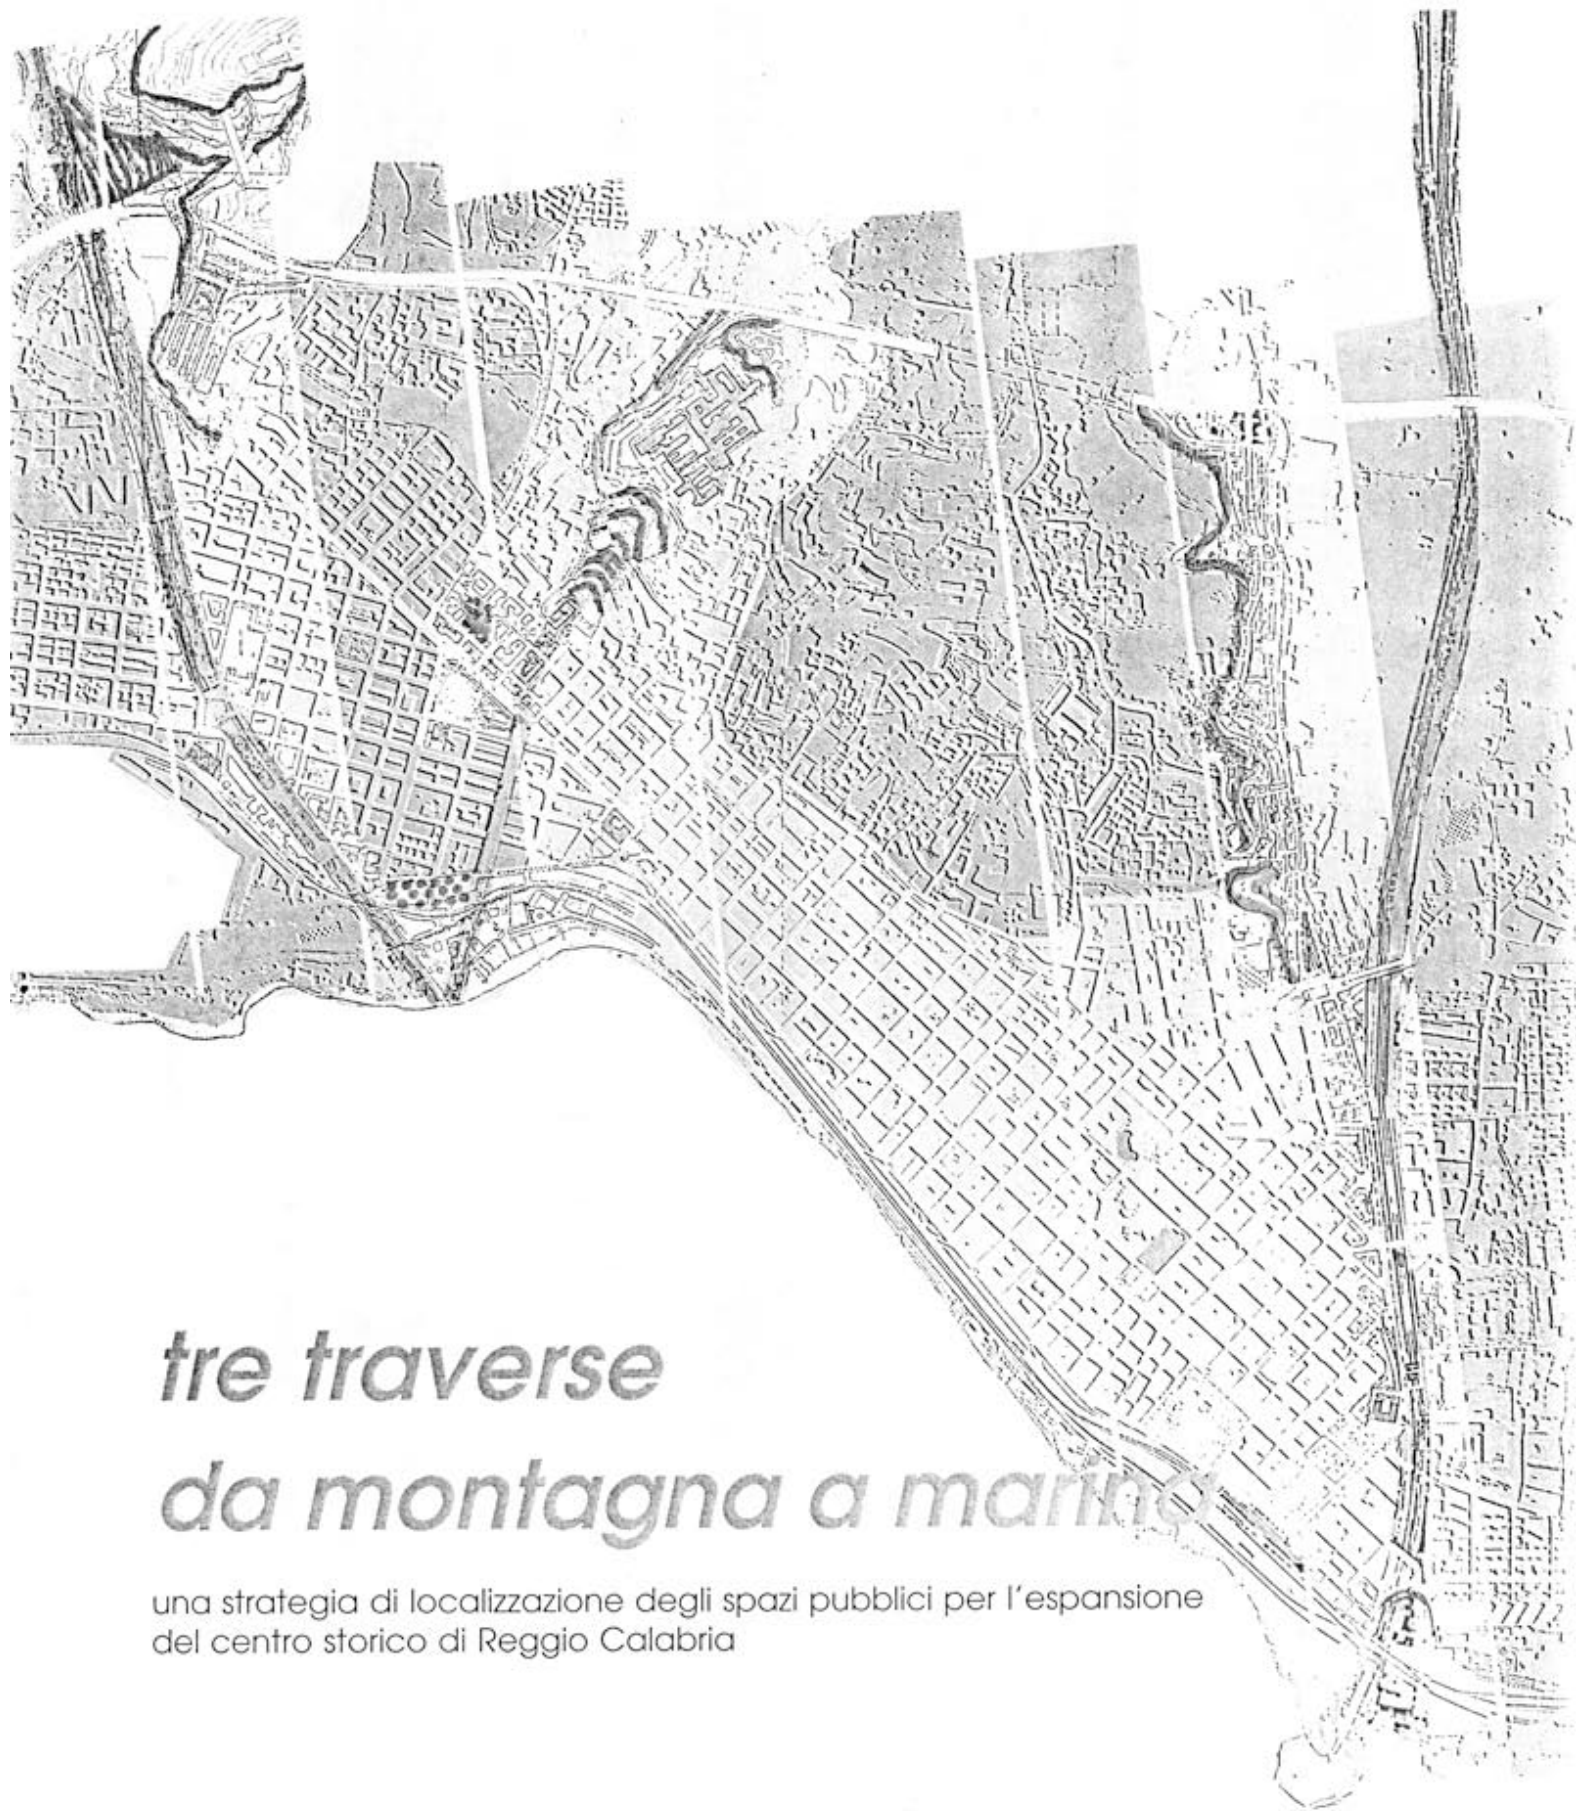 tre traverse
da montagna a marina
una strategia di localizzazione degli spazi pubblici per l'espansione
del centro storico di Reggio Calabria